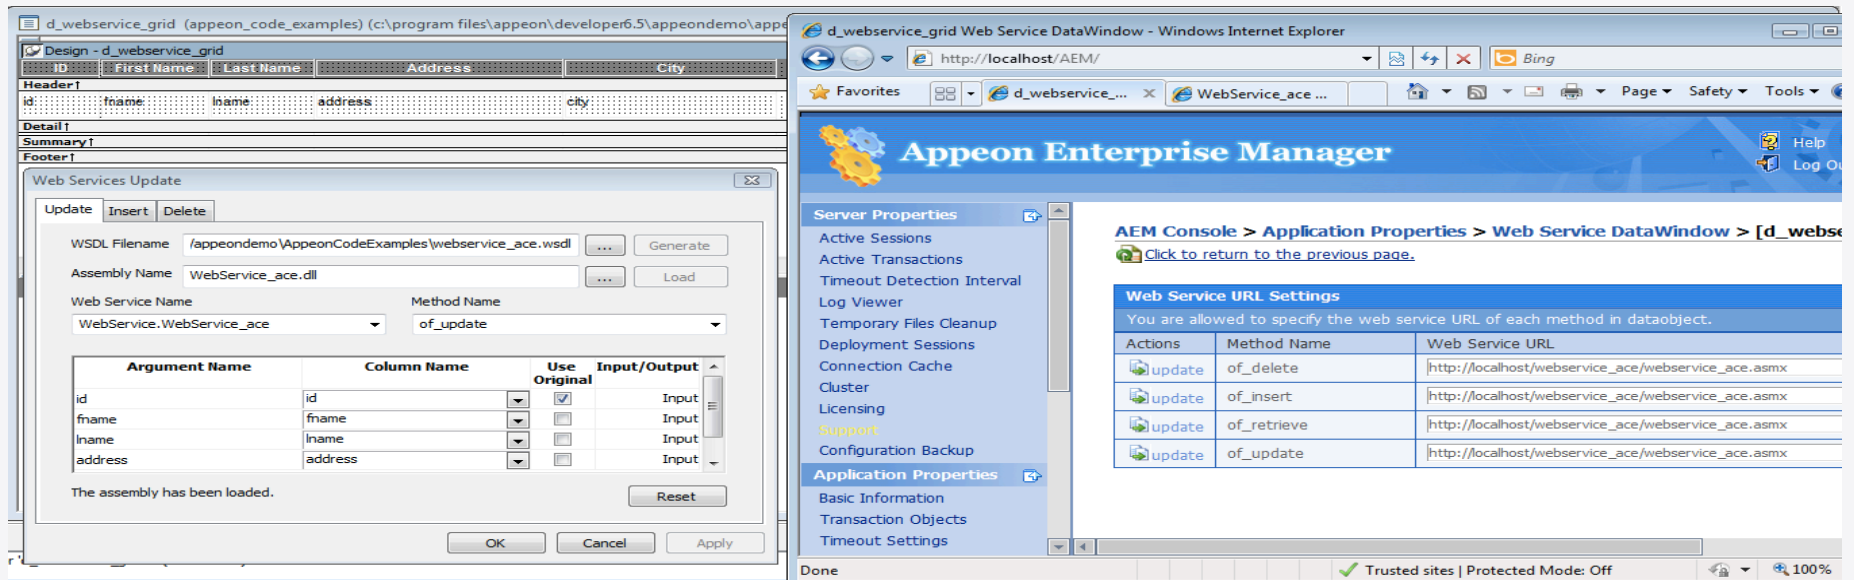 d_webservice_grid (appeon_code_examples) (c:\program files\appeon\developer6.5\appeondemo\appe
Design - d_webservice_grid
ID First Name Last Name Address City
Header↑
id fname lname address city
Detail↑
Summary↑
Footer↑
Web Services Update
Update Insert Delete
WSDL Filename /appeondemo\AppeonCodeExamples\webservice_ace.wsdl ... Generate
Assembly Name WebService_ace.dll ... Load
Web Service Name Method Name
WebService.WebService_ace of_update
Argument Name Column Name Use Original Input/Output
id id Input
fname fname Input
lname lname Input
address address Input
The assembly has been loaded. Reset
OK Cancel Apply
d_webservice_grid Web Service DataWindow - Windows Internet Explorer
http://localhost/AEM/ Bing
Favorites d_webservice_... WebService_ace ... Page Safety Tools
Appeon Enterprise Manager
Help
Log Ou
Server Properties
Active Sessions
Active Transactions
Timeout Detection Interval
Log Viewer
Temporary Files Cleanup
Deployment Sessions
Connection Cache
Cluster
Licensing
Support
Configuration Backup
Application Properties
Basic Information
Transaction Objects
Timeout Settings
AEM Console > Application Properties > Web Service DataWindow > [d_webse
Click to return to the previous page.
Web Service URL Settings
You are allowed to specify the web service URL of each method in dataobject.
Actions Method Name Web Service URL
update of_delete http://localhost/webservice_ace/webservice_ace.asmx
update of_insert http://localhost/webservice_ace/webservice_ace.asmx
update of_retrieve http://localhost/webservice_ace/webservice_ace.asmx
update of_update http://localhost/webservice_ace/webservice_ace.asmx
Done Trusted sites | Protected Mode: Off 100%